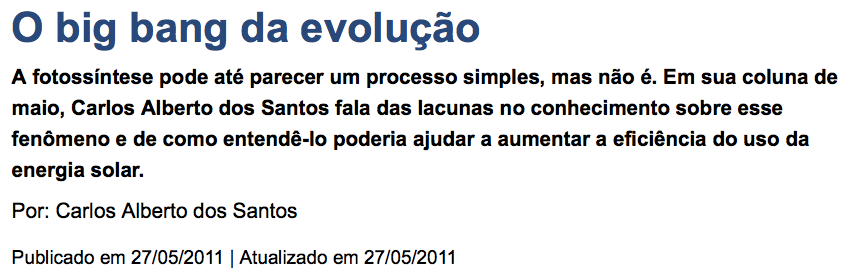 O big bang da evolução
A fotossíntese pode até parecer um processo simples, mas não é. Em sua coluna de
maio, Carlos Alberto dos Santos fala das lacunas no conhecimento sobre esse
fenômeno e de como entendê-lo poderia ajudar a aumentar a eficiência do uso da
energia solar.
Por: Carlos Alberto dos Santos
Publicado em 27/05/2011 | Atualizado em 27/05/2011